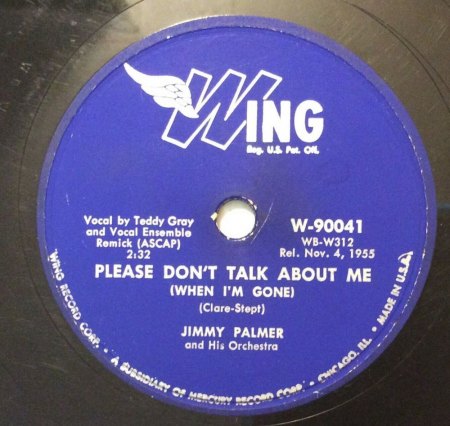 WING
Reg. U.S. Pat. Off.
Vocal by Teddy Gray
and Vocal Ensemble
Remick (ASCAP)
2:32
W-90041
WB-W312
Rel. Nov. 4, 1955
PLEASE DON'T TALK ABOUT ME
(WHEN I'M GONE)
(Clare-Stept)
JIMMY PALMER
and His Orchestra
WING RECORD CORP. • A SUBSIDIARY OF MERCURY RECORD CORP. • CHICAGO, ILL. • MADE IN U.S.A.